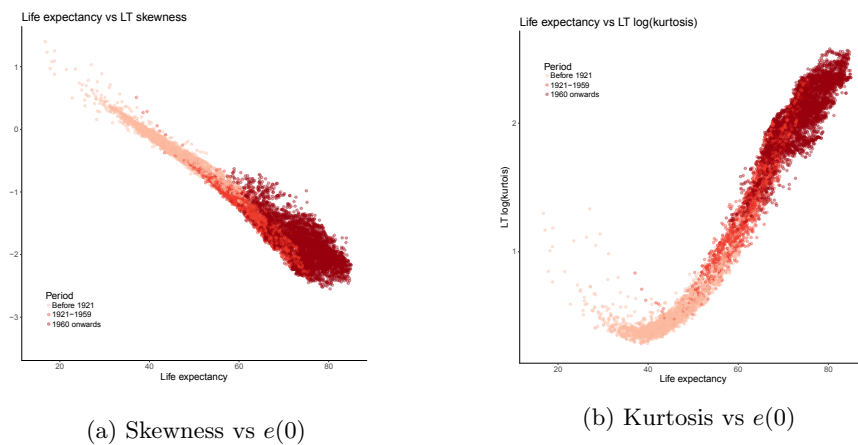 Life expectancy vs LT skewness
1
0
−1
−2
−3
Period
Before 1921
1921−1959
1960 onwards
20
40
60
80
Life expectancy
(a) Skewness vs e(0)
Life expectancy vs LT log(kurtosis)
Period
Before 1921
1921−1959
1960 onwards
LT log(kurtois)
2
1
20
40
60
80
Life expectancy
(b) Kurtosis vs e(0)